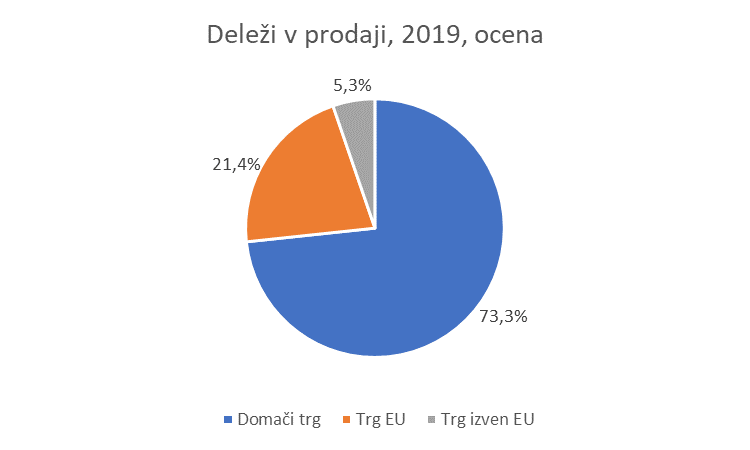 Deleži v prodaji, 2019, ocena
5,3%
21,4%
73,3%
Domači trg Trg EU Trg izven EU